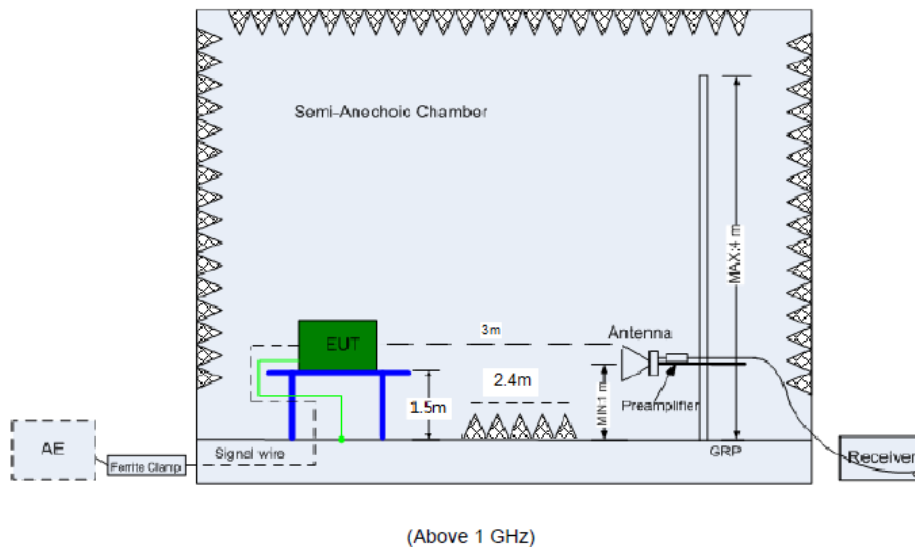 Semi-Anechoic Chamber
MAX:4 m
3m
Antenna
EUT
2.4m
1.5m
MIN:1 m
Preamplifier
AE
Ferrite Clamp
Signal wire
GRP
Receiver
(Above 1 GHz)